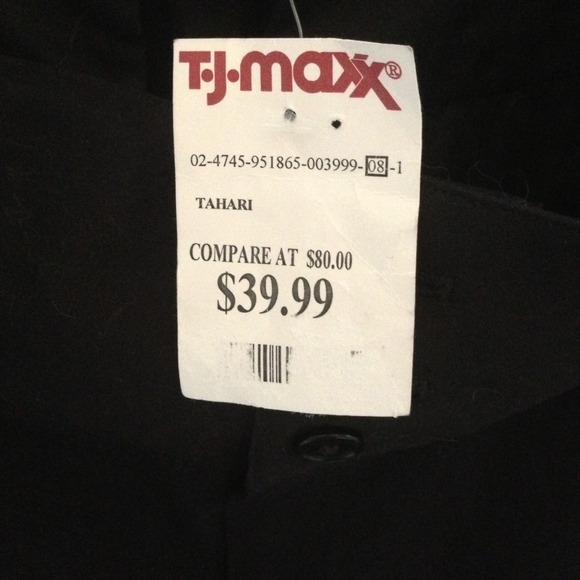 T·J·maxx®
02-4745-951865-003999-08-1
TAHARI
COMPARE AT $80.00
$39.99